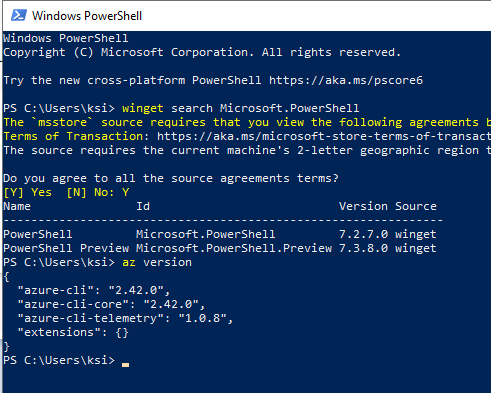 Windows PowerShell
Windows PowerShell
Copyright (C) Microsoft Corporation. All rights reserved.
Try the new cross-platform PowerShell https://aka.ms/pscore6
PS C:\Users\ksi> winget search Microsoft.PowerShell
The `msstore` source requires that you view the following agreements b
Terms of Transaction: https://aka.ms/microsoft-store-terms-of-transact
The source requires the current machine's 2-letter geographic region t
Do you agree to all the source agreements terms?
[Y] Yes  [N] No: Y
Name               Id                           Version Source
---------------------------------------------------------------
PowerShell         Microsoft.PowerShell         7.2.7.0 winget
PowerShell Preview Microsoft.PowerShell.Preview 7.3.8.0 winget
PS C:\Users\ksi> az version
{
  "azure-cli": "2.42.0",
  "azure-cli-core": "2.42.0",
  "azure-cli-telemetry": "1.0.8",
  "extensions": {}
}
PS C:\Users\ksi>